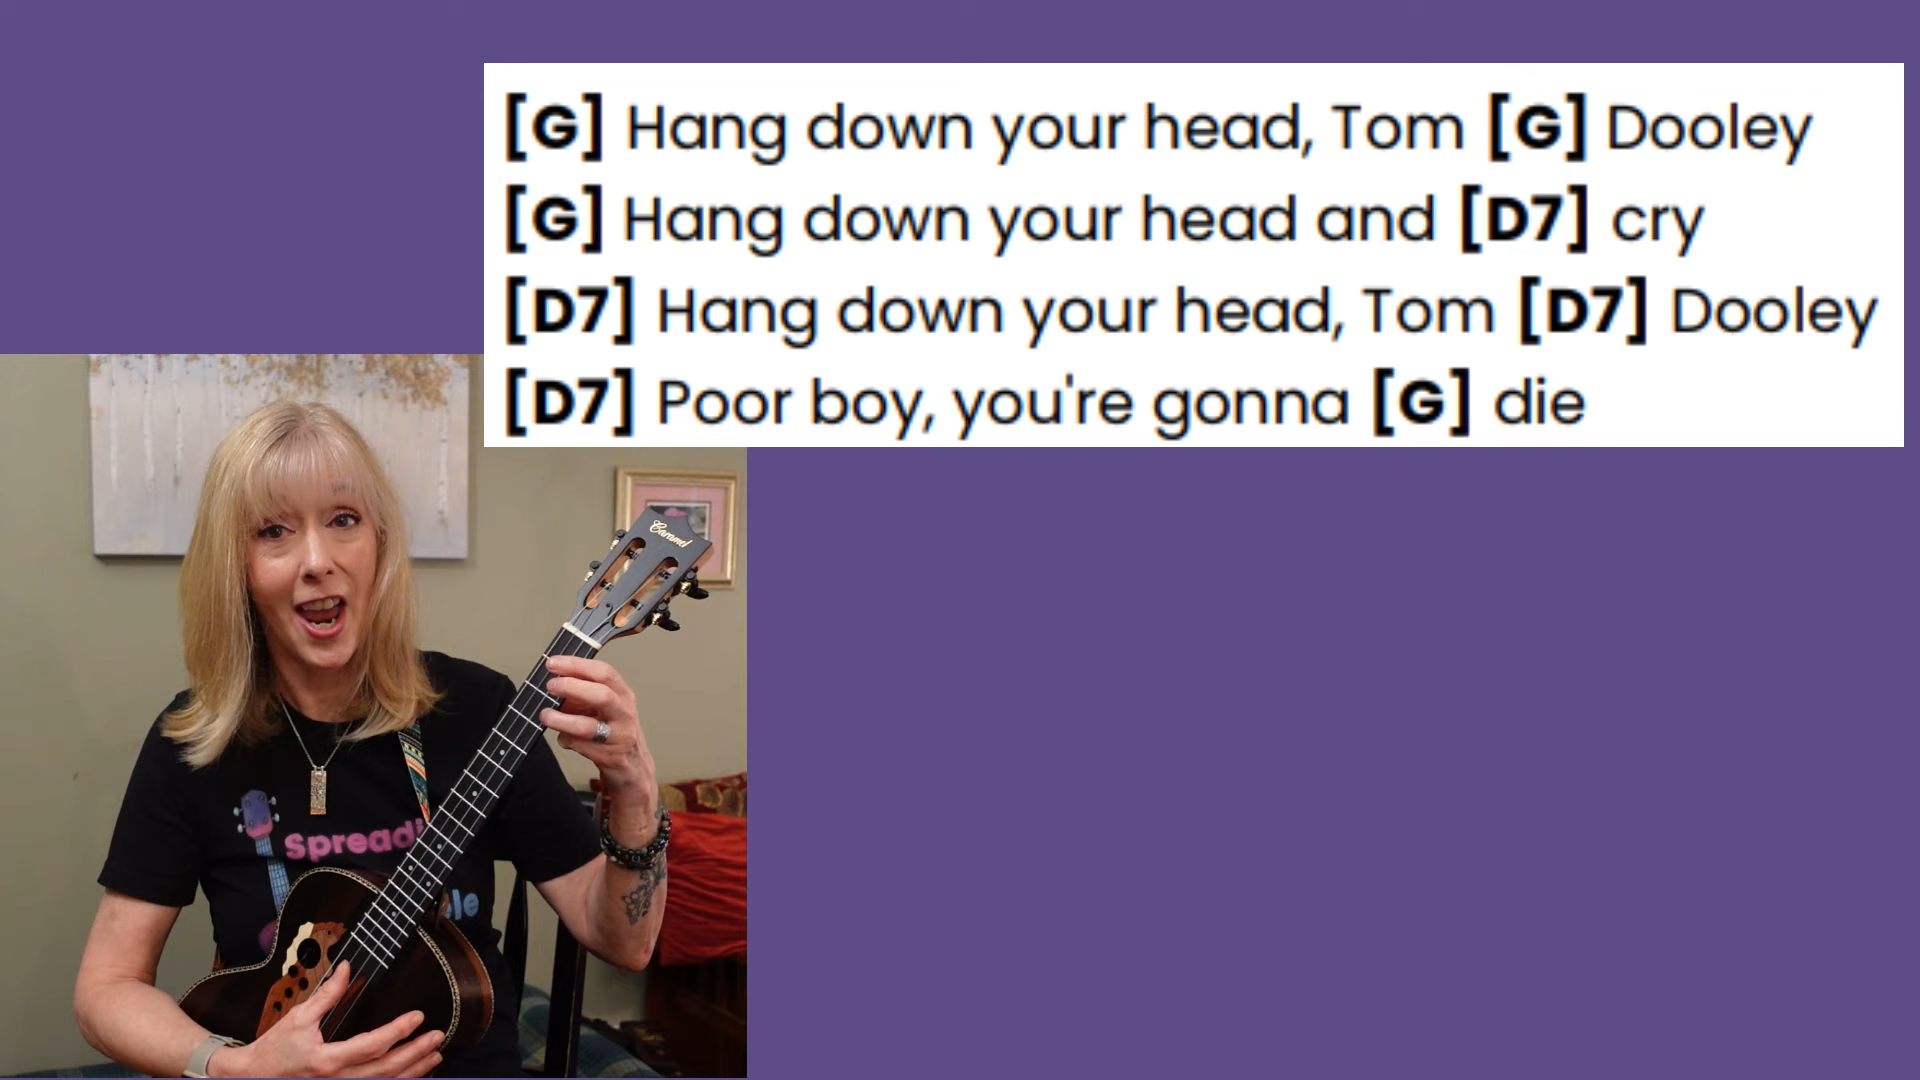 [G] Hang down your head, Tom [G] Dooley
[G] Hang down your head and [D7] cry
[D7] Hang down your head, Tom [D7] Dooley
[D7] Poor boy, you're gonna [G] die
Caramel